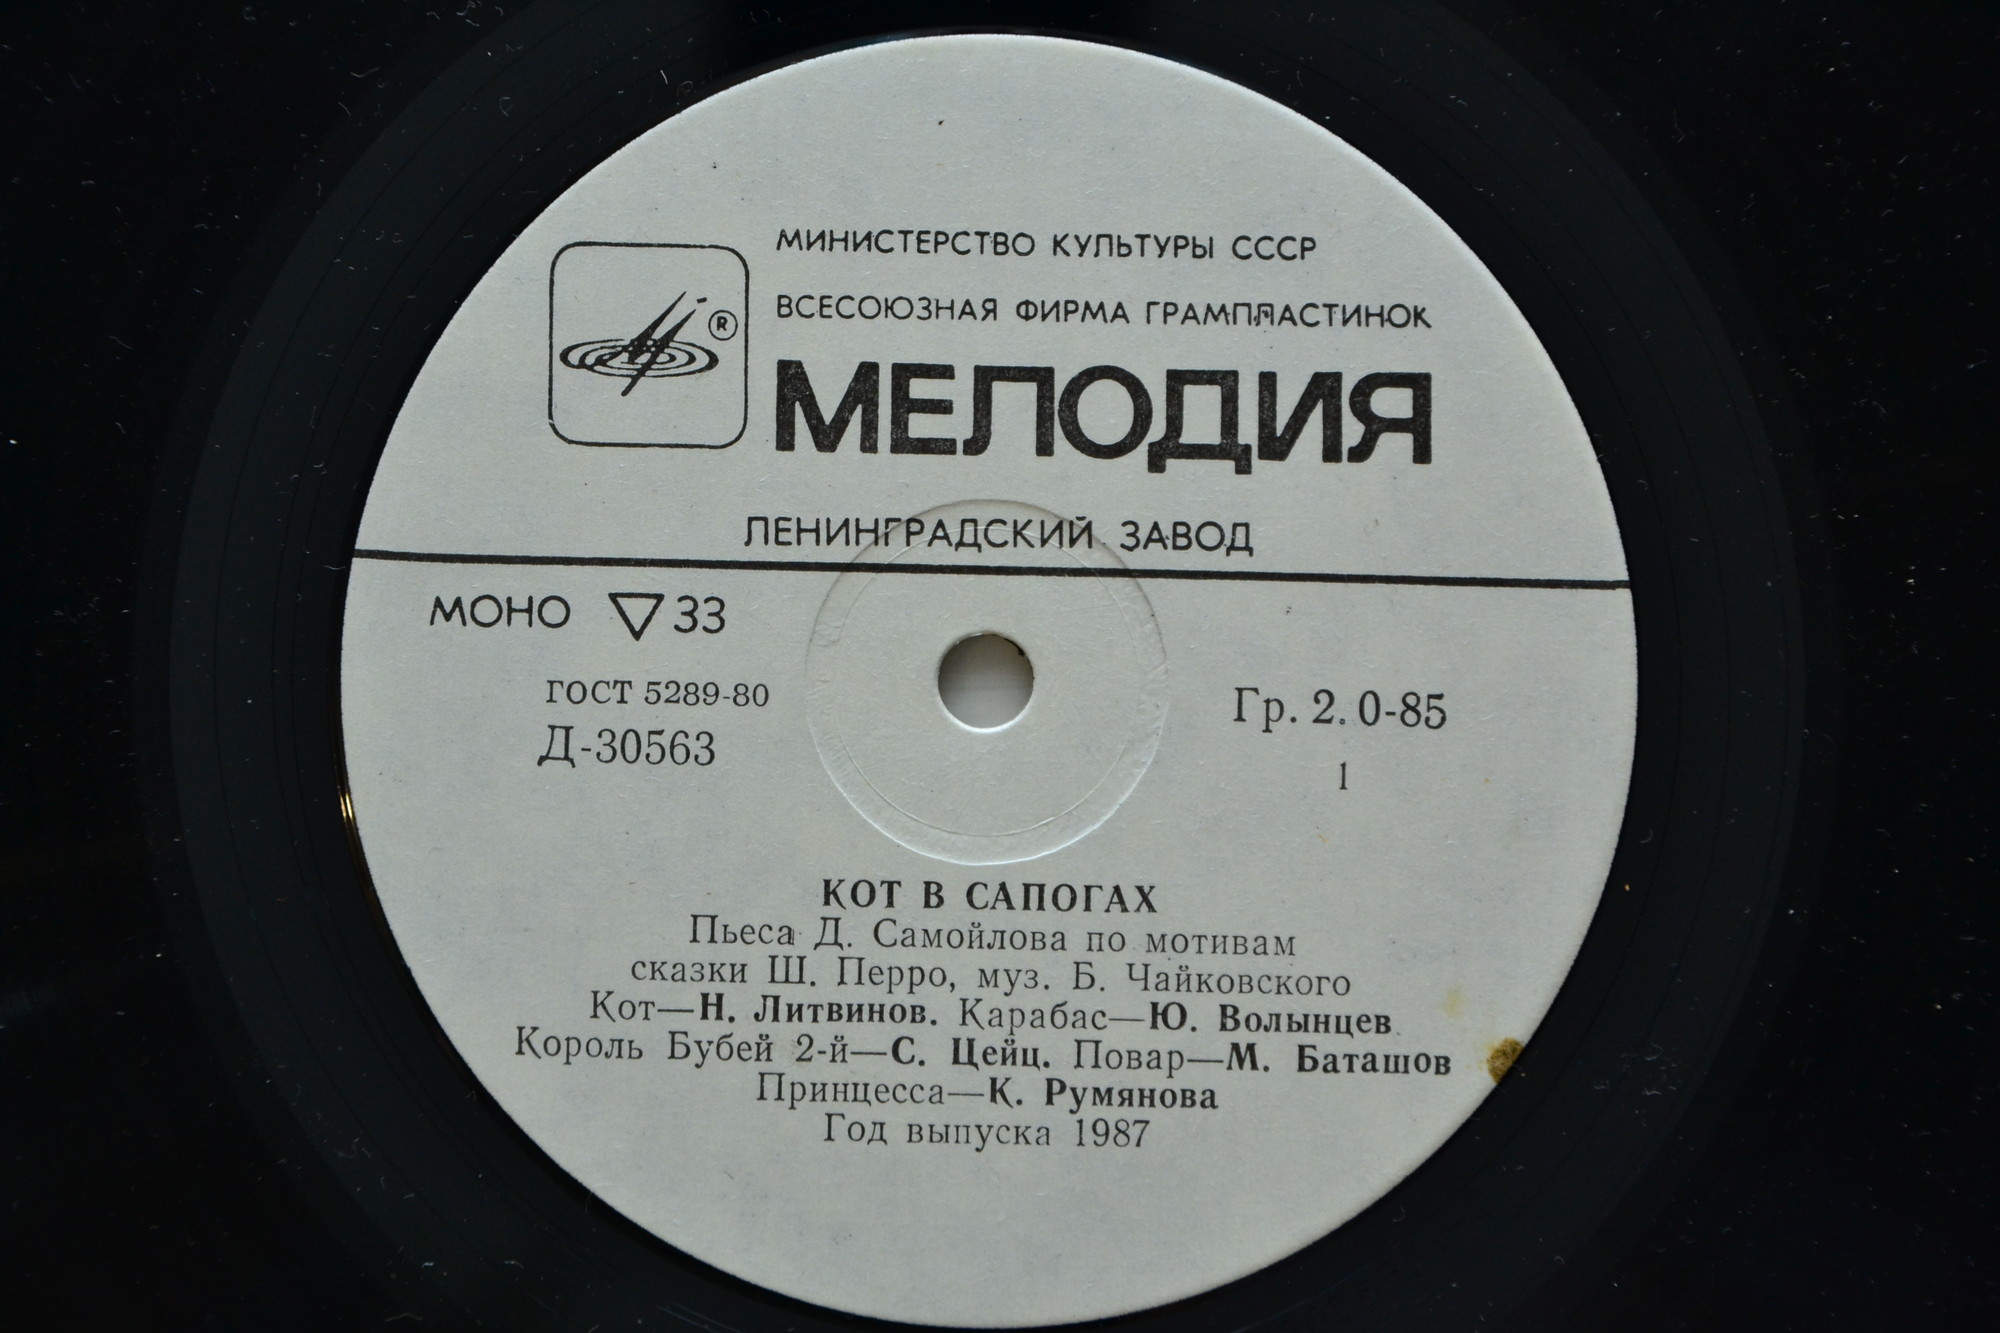 МИНИСТЕРСТВО КУЛЬТУРЫ СССР
ВСЕСОЮЗНАЯ ФИРМА ГРАМПЛАСТИНОК
®
МЕЛОДИЯ
ЛЕНИНГРАДСКИЙ ЗАВОД
МОНО ▽33
ГОСТ 5289-80
Д-30563
Гр. 2. 0-85
1
КОТ В САПОГАХ
Пьеса Д. Самойлова по мотивам
сказки Ш. Перро, муз. Б. Чайковского
Кот—Н. Литвинов. Карабас—Ю. Волынцев.
Король Бубей 2-й—С. Цейц. Повар—М. Баташов
Принцесса—К. Румянова
Год выпуска 1987